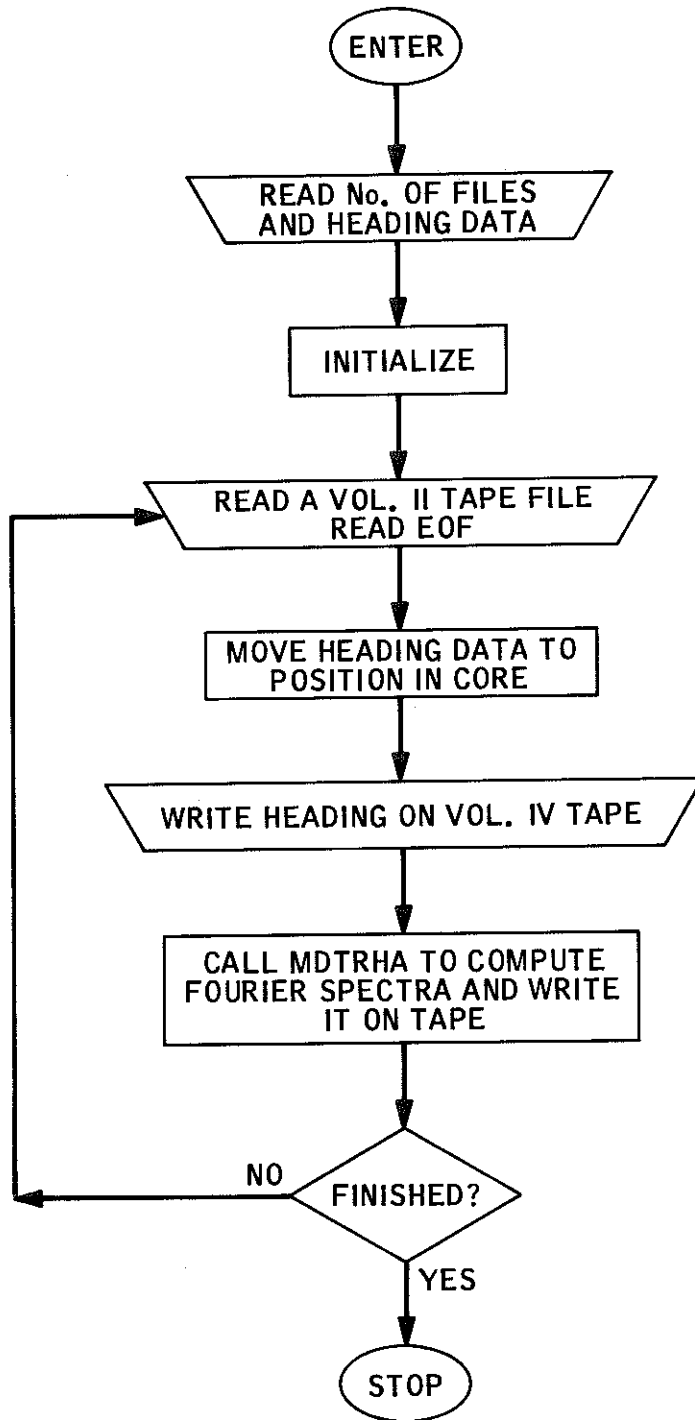 ENTER
READ No. OF FILES
AND HEADING DATA
INITIALIZE
READ A VOL. II TAPE FILE
READ EOF
MOVE HEADING DATA TO
POSITION IN CORE
WRITE HEADING ON VOL. IV TAPE
CALL MDTRHA TO COMPUTE
FOURIER SPECTRA AND WRITE
IT ON TAPE
NO
FINISHED?
YES
STOP